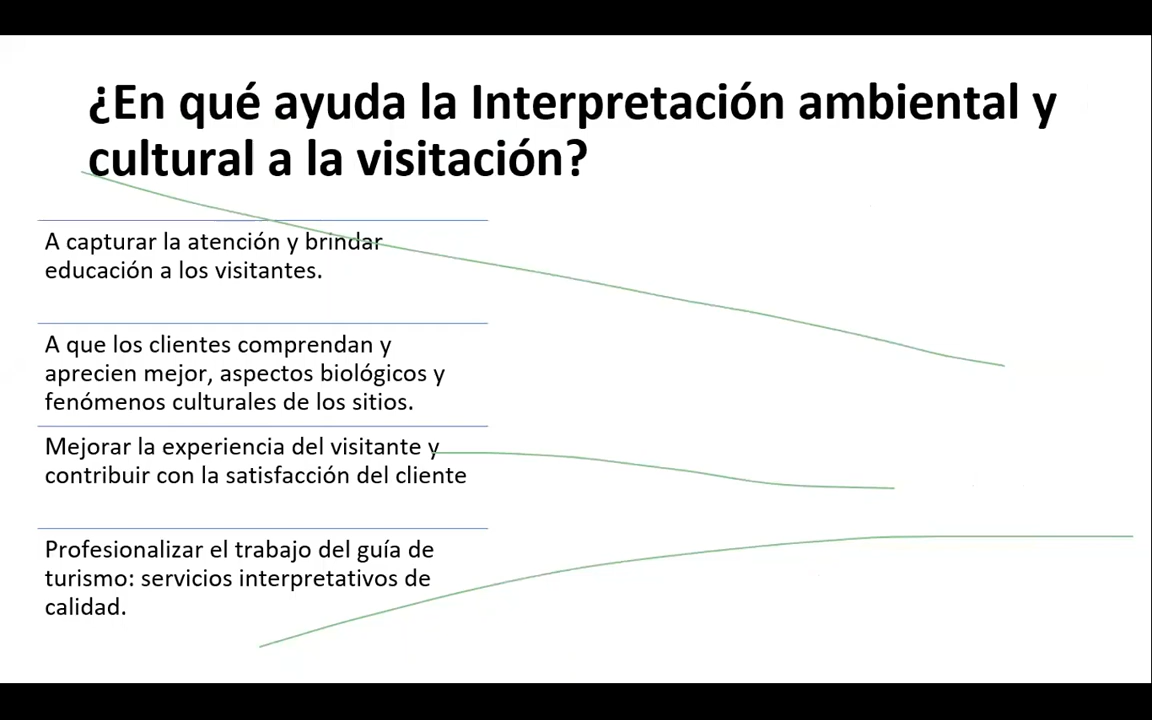 ¿En qué ayuda la Interpretación ambiental y
cultural a la visitación?
A capturar la atención y brindar
educación a los visitantes.
A que los clientes comprendan y
aprecien mejor, aspectos biológicos y
fenómenos culturales de los sitios.
Mejorar la experiencia del visitante y
contribuir con la satisfacción del cliente
Profesionalizar el trabajo del guía de
turismo: servicios interpretativos de
calidad.